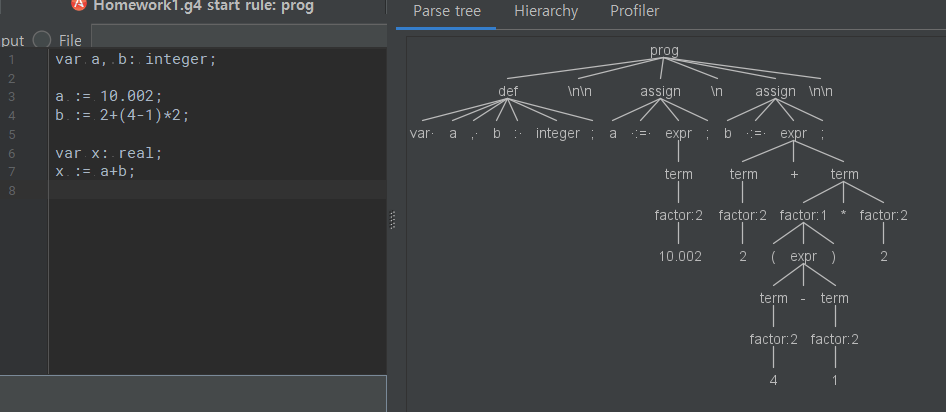 Homework1.g4 start rule: prog
put File
1 var a, b: integer;
2
3 a := 10.002;
4 b := 2+(4-1)*2;
5
6 var x: real;
7 x := a+b;
8
Parse tree Hierarchy Profiler
prog
def \n\n assign \n assign \n\n
var· a ,· b :· integer ; a ·:=· expr ; b ·:=· expr ;
term term + term
factor:2 factor:2 factor:1 * factor:2
10.002 2 ( expr ) 2
term - term
factor:2 factor:2
4 1